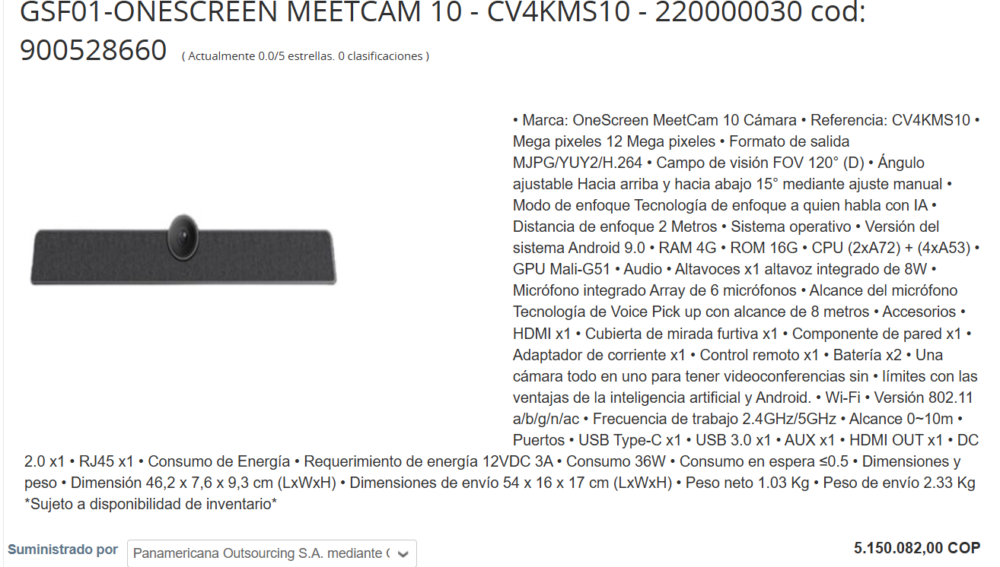 GSF01-ONESCREEN MEETCAM 10 - CV4KMS10 - 220000030 cod:
900528660 ( Actualmente 0.0/5 estrellas. 0 clasificaciones )
• Marca: OneScreen MeetCam 10 Cámara • Referencia: CV4KMS10 •
Mega pixeles 12 Mega pixeles • Formato de salida
MJPG/YUY2/H.264 • Campo de visión FOV 120° (D) • Ángulo
ajustable Hacia arriba y hacia abajo 15° mediante ajuste manual •
Modo de enfoque Tecnología de enfoque a quien habla con IA •
Distancia de enfoque 2 Metros • Sistema operativo • Versión del
sistema Android 9.0 • RAM 4G • ROM 16G • CPU (2xA72) + (4xA53) •
GPU Mali-G51 • Audio • Altavoces x1 altavoz integrado de 8W •
Micrófono integrado Array de 6 micrófonos • Alcance del micrófono
Tecnología de Voice Pick up con alcance de 8 metros • Accesorios •
HDMI x1 • Cubierta de mirada furtiva x1 • Componente de pared x1 •
Adaptador de corriente x1 • Control remoto x1 • Batería x2 • Una
cámara todo en uno para tener videoconferencias sin • límites con las
ventajas de la inteligencia artificial y Android. • Wi-Fi • Versión 802.11
a/b/g/n/ac • Frecuencia de trabajo 2.4GHz/5GHz • Alcance 0~10m •
Puertos • USB Type-C x1 • USB 3.0 x1 • AUX x1 • HDMI OUT x1 • DC
2.0 x1 • RJ45 x1 • Consumo de Energía • Requerimiento de energía 12VDC 3A • Consumo 36W • Consumo en espera ≤0.5 • Dimensiones y
peso • Dimensión 46,2 x 7,6 x 9,3 cm (LxWxH) • Dimensiones de envío 54 x 16 x 17 cm (LxWxH) • Peso neto 1.03 Kg • Peso de envío 2.33 Kg
*Sujeto a disponibilidad de inventario*
Suministrado por Panamericana Outsourcing S.A. mediante 5.150.082,00 COP